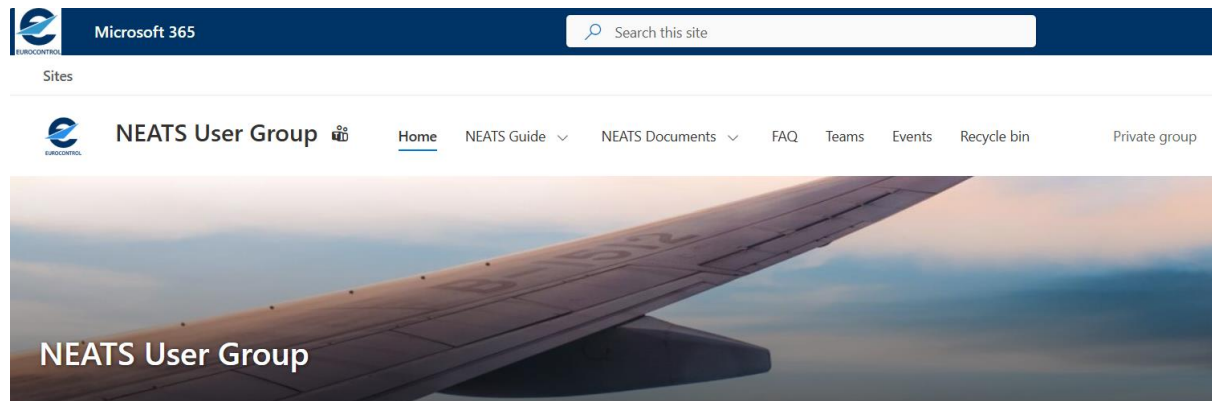 Microsoft 365
Search this site
EUROCONTROL
Sites
NEATS User Group
Home
NEATS Guide
NEATS Documents
FAQ
Teams
Events
Recycle bin
Private group
EUROCONTROL
NEATS User Group